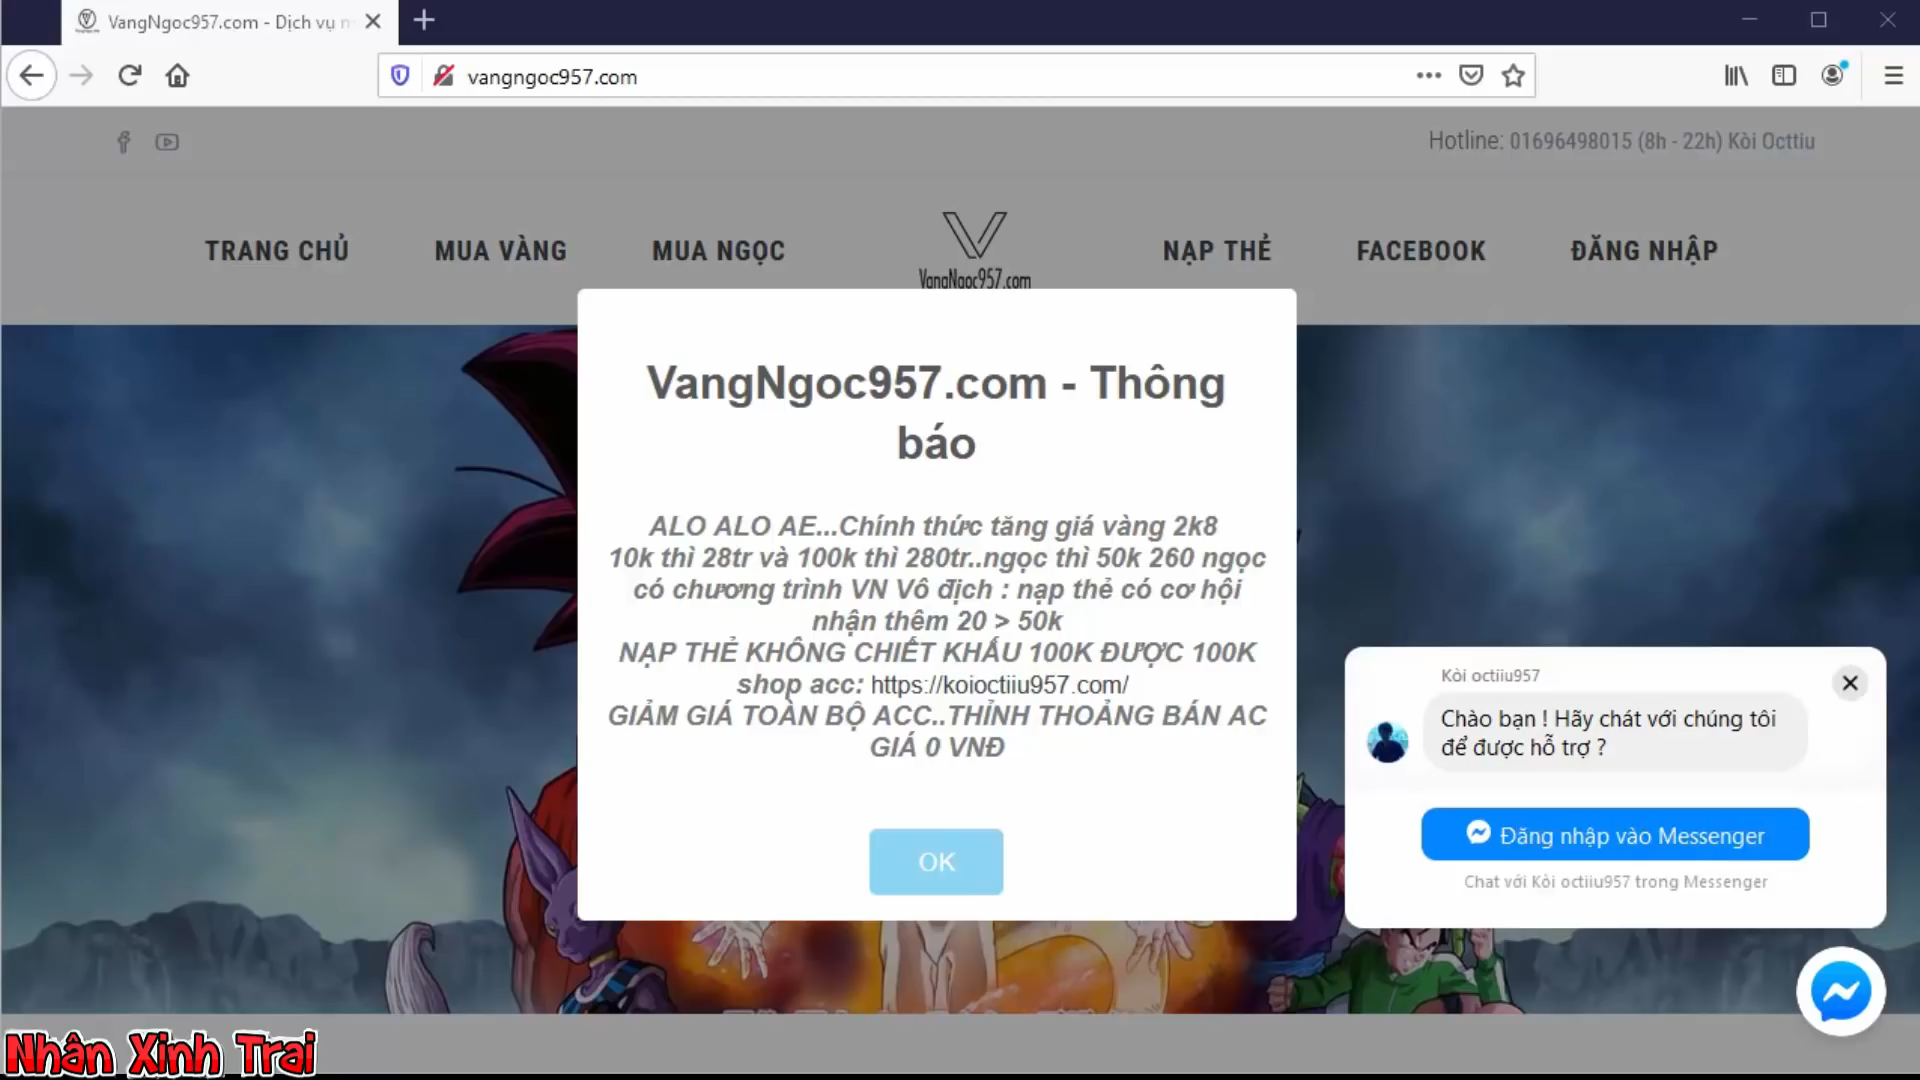 VangNgoc957.com - Dịch vụ m
vangngoc957.com
Hotline: 01696498015 (8h - 22h) Kòi Octtiu
TRANG CHỦ
MUA VÀNG
MUA NGỌC
VangNgoc957.com
NẠP THẺ
FACEBOOK
ĐĂNG NHẬP
VangNgoc957.com - Thông
báo
ALO ALO AE...Chính thức tăng giá vàng 2k8
10k thì 28tr và 100k thì 280tr..ngọc thì 50k 260 ngọc
có chương trình VN Vô địch : nạp thẻ có cơ hội
nhận thêm 20 > 50k
NẠP THẺ KHÔNG CHIẾT KHẤU 100K ĐƯỢC 100K
shop acc: https://koioctiiu957.com/
GIẢM GIÁ TOÀN BỘ ACC..THỈNH THOẢNG BÁN AC
GIÁ 0 VNĐ
OK
Kòi octiiu957
Chào bạn ! Hãy chát với chúng tôi
để được hỗ trợ ?
Đăng nhập vào Messenger
Chat với Kòi octiiu957 trong Messenger
Nhân Xinh Trai